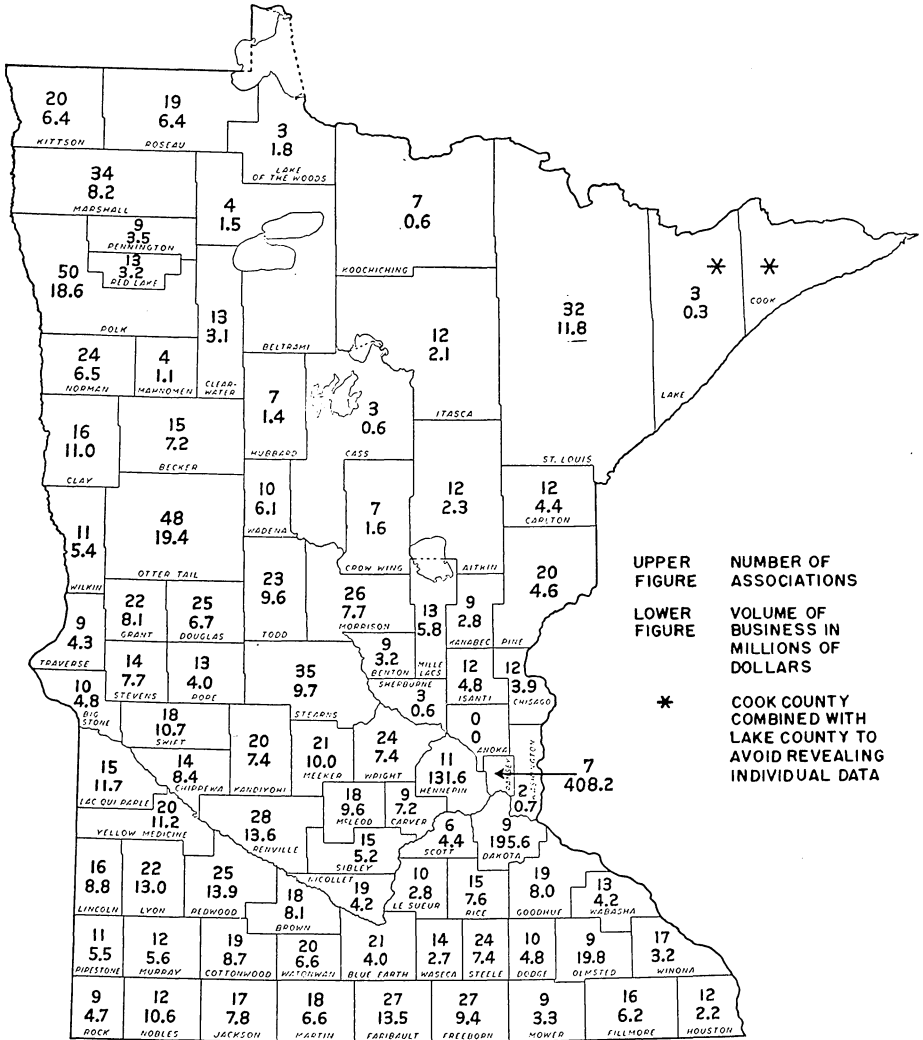 20
6.4
KITTSON
19
6.4
ROSEAU
3
1.8
LAKE
OF THE WOODS
34
8.2
MARSHALL
4
1.5
BELTRAMI
7
0.6
KOOCHICHING
9
3.5
PENNINGTON
13
3.2
RED LAKE
50
18.6
POLK
13
3.1
CLEAR-
WATER
12
2.1
ITASCA
32
11.8
ST. LOUIS
*
3
0.3
LAKE
*
COOK
24
6.5
NORMAN
4
1.1
MAHNOMEN
7
1.4
HUBBARD
3
0.6
CASS
16
11.0
CLAY
15
7.2
BECKER
10
6.1
WADENA
7
1.6
CROW WING
12
2.3
AITKIN
12
4.4
CARLTON
11
5.4
WILKIN
48
19.4
OTTER TAIL
23
9.6
TODD
26
7.7
MORRISON
13
5.8
MILLE
LACS
9
2.8
KANABEC
20
4.6
PINE
9
4.3
TRAVERSE
22
8.1
GRANT
25
6.7
DOUGLAS
9
3.2
BENTON
14
7.7
STEVENS
13
4.0
POPE
35
9.7
STEARNS
SHERBURNE
3
0.6
12
4.8
ISANTI
12
3.9
CHISAGO
10
4.8
BIG
STONE
18
10.7
SWIFT
20
7.4
KANDIYOHI
21
10.0
MEEKER
24
7.4
WRIGHT
0
0
ANOKA
11
131.6
HENNEPIN
RAMSEY
7
408.2
WASHINGTON
2
0.7
15
11.7
LAC QUI PARLE
14
8.4
CHIPPEWA
20
11.2
YELLOW MEDICINE
28
13.6
RENVILLE
18
9.6
McLEOD
9
7.2
CARVER
15
5.2
SIBLEY
6
4.4
SCOTT
9
195.6
DAKOTA
16
8.8
LINCOLN
22
13.0
LYON
25
13.9
REDWOOD
18
8.1
BROWN
NICOLLET
19
4.2
10
2.8
LE SUEUR
15
7.6
RICE
19
8.0
GOODHUE
13
4.2
WABASHA
11
5.5
PIPESTONE
12
5.6
MURRAY
19
8.7
COTTONWOOD
20
6.6
WATONWAN
21
4.0
BLUE EARTH
14
2.7
WASECA
24
7.4
STEELE
10
4.8
DODGE
9
19.8
OLMSTED
17
3.2
WINONA
9
4.7
ROCK
12
10.6
NOBLES
17
7.8
JACKSON
18
6.6
MARTIN
27
13.5
FARIBAULT
27
9.4
FREEBORN
9
3.3
MOWER
16
6.2
FILLMORE
12
2.2
HOUSTON
UPPER FIGURE
NUMBER OF
ASSOCIATIONS
LOWER FIGURE
VOLUME OF
BUSINESS IN
MILLIONS OF
DOLLARS
*
COOK COUNTY
COMBINED WITH
LAKE COUNTY TO
AVOID REVEALING
INDIVIDUAL DATA